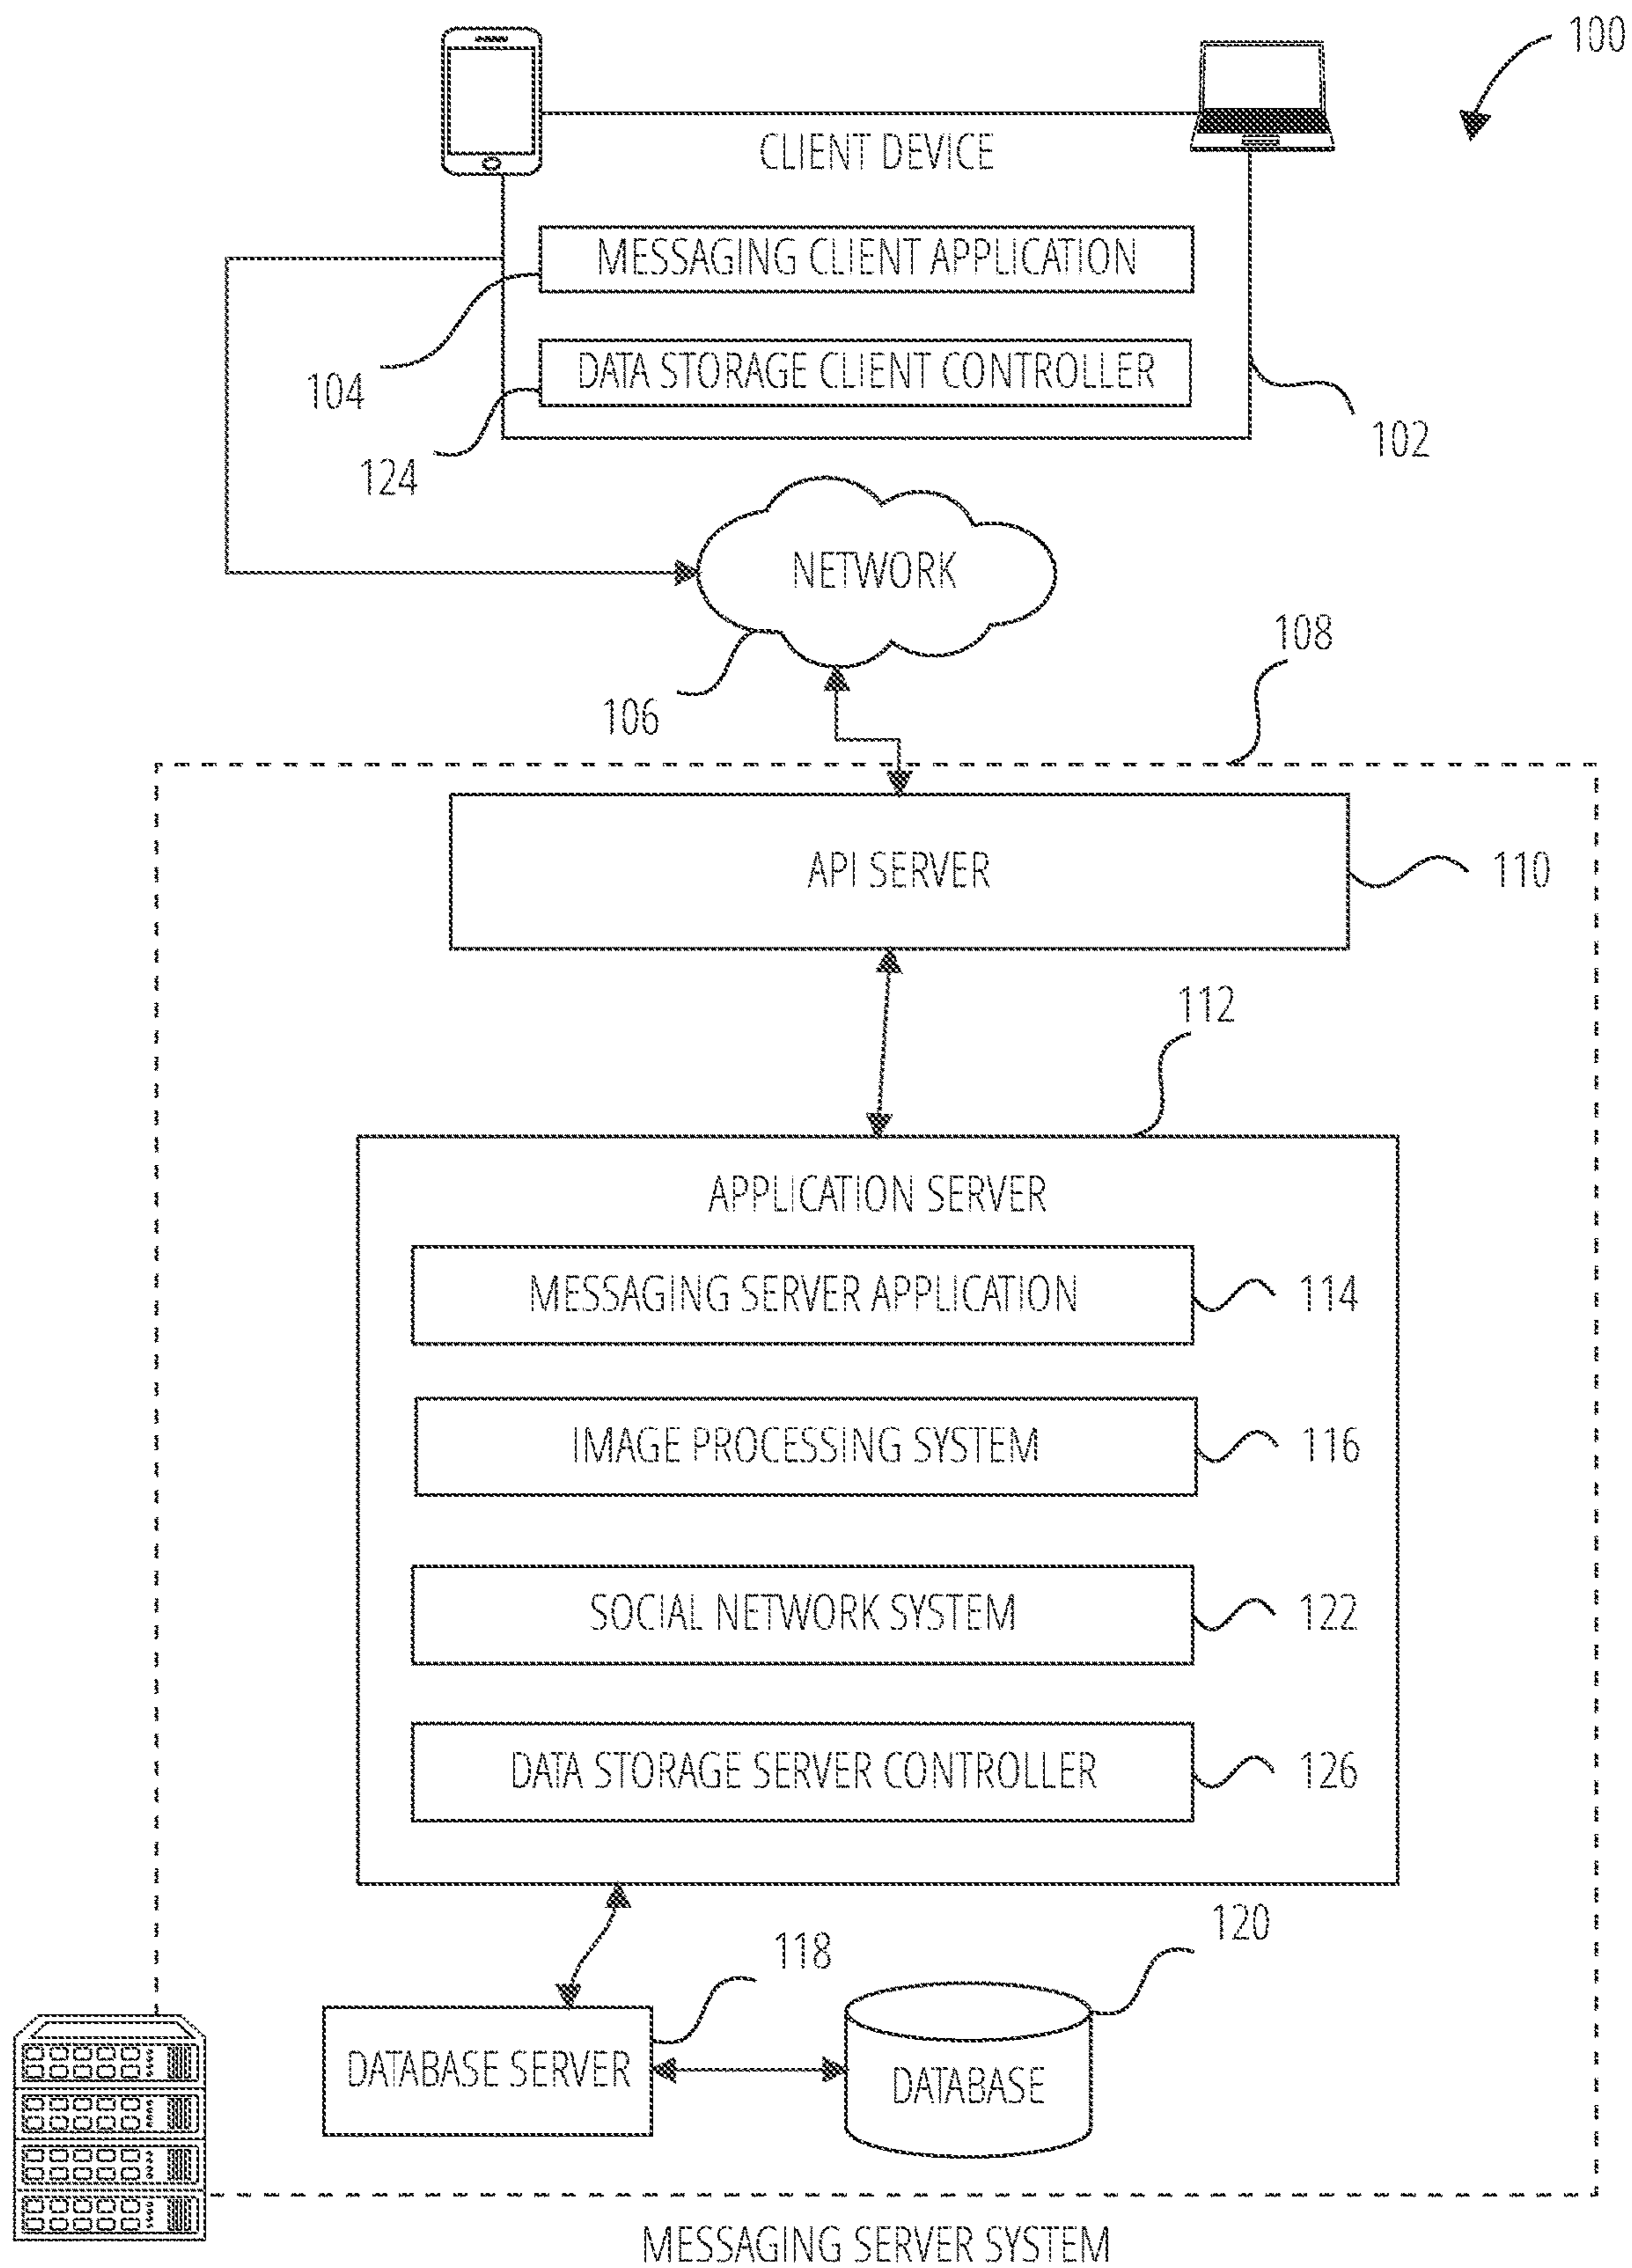 100
CLIENT DEVICE
MESSAGING CLIENT APPLICATION
104
DATA STORAGE CLIENT CONTROLLER
124
102
NETWORK
106
108
API SERVER
110
112
APPLICATION SERVER
MESSAGING SERVER APPLICATION
114
IMAGE PROCESSING SYSTEM
116
SOCIAL NETWORK SYSTEM
122
DATA STORAGE SERVER CONTROLLER
126
118
120
DATABASE SERVER
DATABASE
MESSAGING SERVER SYSTEM